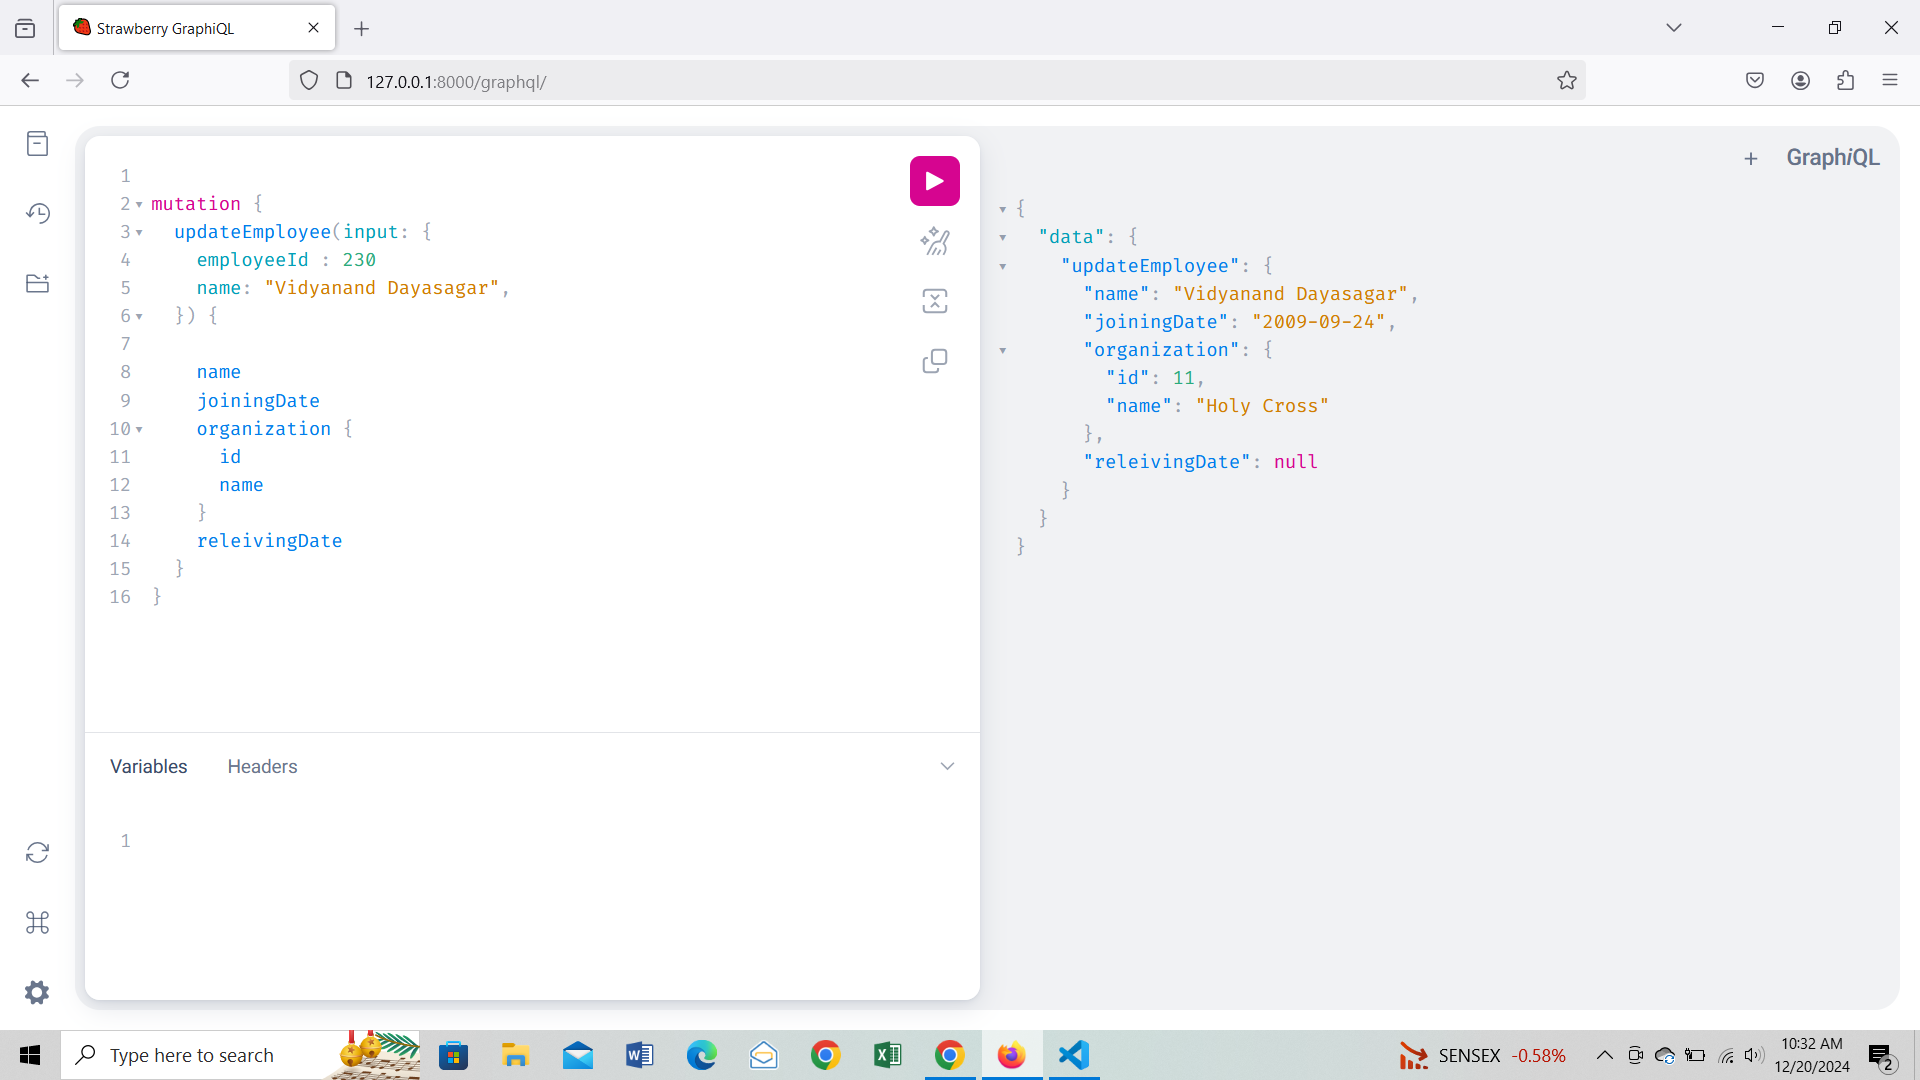 Strawberry GraphiQL
127.0.0.1:8000/graphql/
GraphiQL
1
2 mutation {
3 updateEmployee(input: {
4 employeeId : 230
5 name: "Vidyanand Dayasagar",
6 }) {
7
8 name
9 joiningDate
10 organization {
11 id
12 name
13 }
14 releivingDate
15 }
16 }
{
"data": {
"updateEmployee": {
"name": "Vidyanand Dayasagar",
"joiningDate": "2009-09-24",
"organization": {
"id": 11,
"name": "Holy Cross"
},
"releivingDate": null
}
}
}
Variables Headers
1
Type here to search
SENSEX -0.58%
10:32 AM
12/20/2024
2